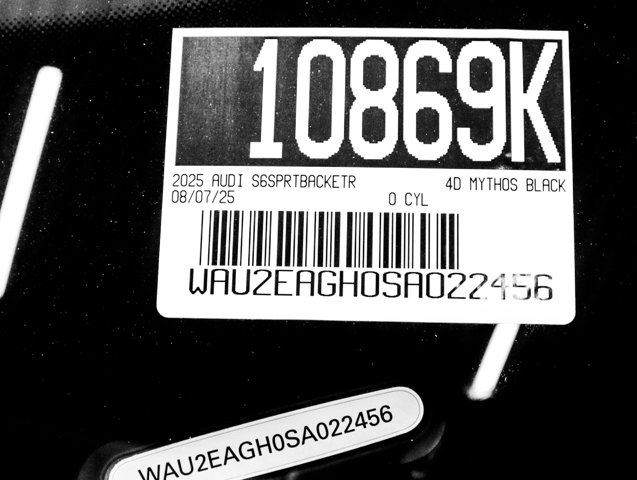 10869K
2025 AUDI S6SPRTBACKETR 4D MYTHOS BLACK
08/07/25 0 CYL
WAU2EAGH0SA022456
WAU2EAGH0SA022456